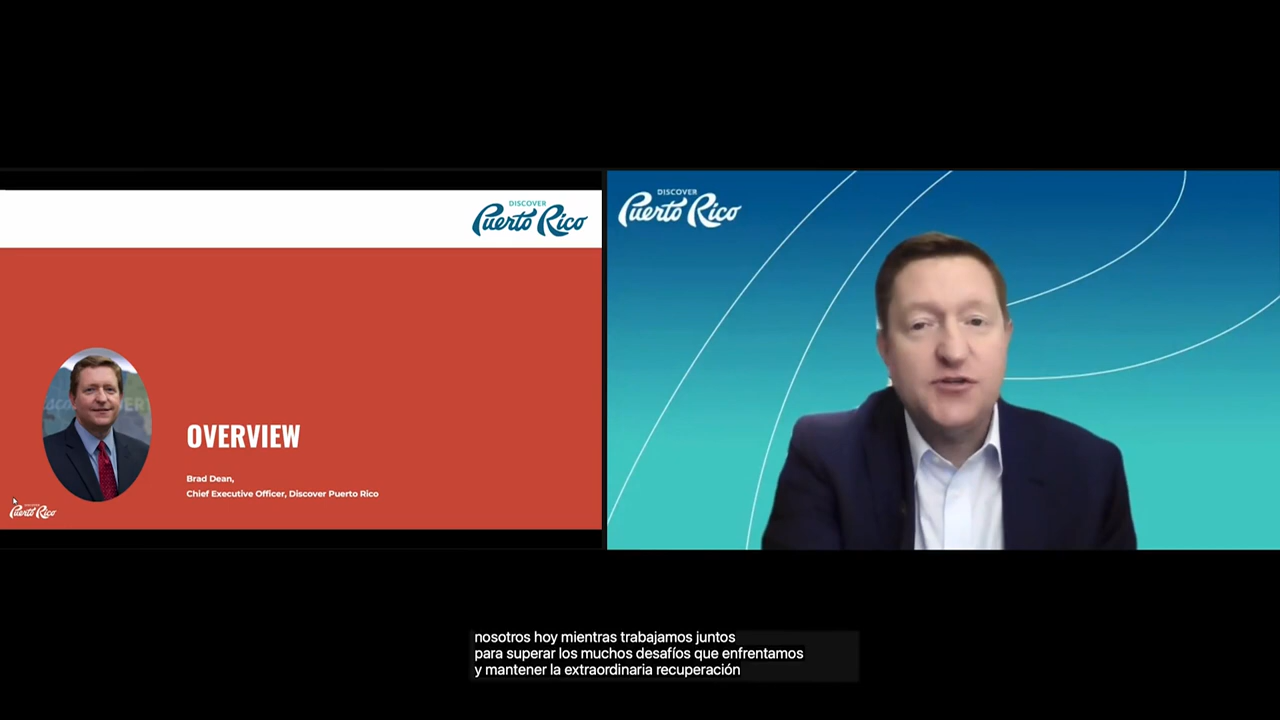 DISCOVER
Puerto Rico
OVERVIEW
Brad Dean,
Chief Executive Officer, Discover Puerto Rico
Puerto Rico
DISCOVER
Puerto Rico
nosotros hoy mientras trabajamos juntos
para superar los muchos desafíos que enfrentamos
y mantener la extraordinaria recuperación